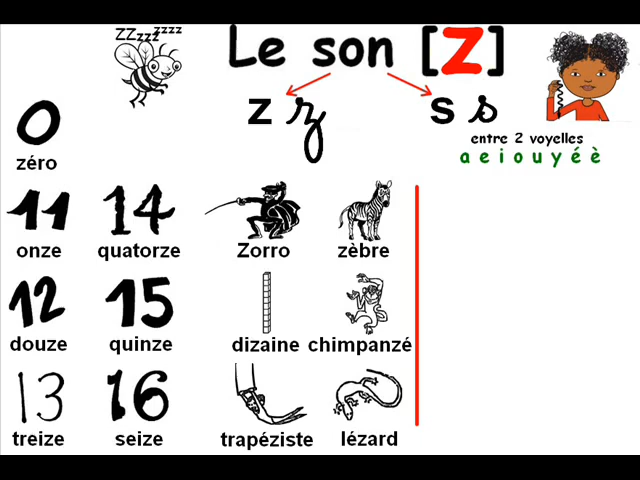 ZZzzzzzzz
Le son [z]
z z s s
entre 2 voyelles
a e i o u y é è
0
zéro
11 14
onze quatorze Zorro zèbre
12 15
douze quinze dizaine chimpanzé
13 16
treize seize trapéziste lézard